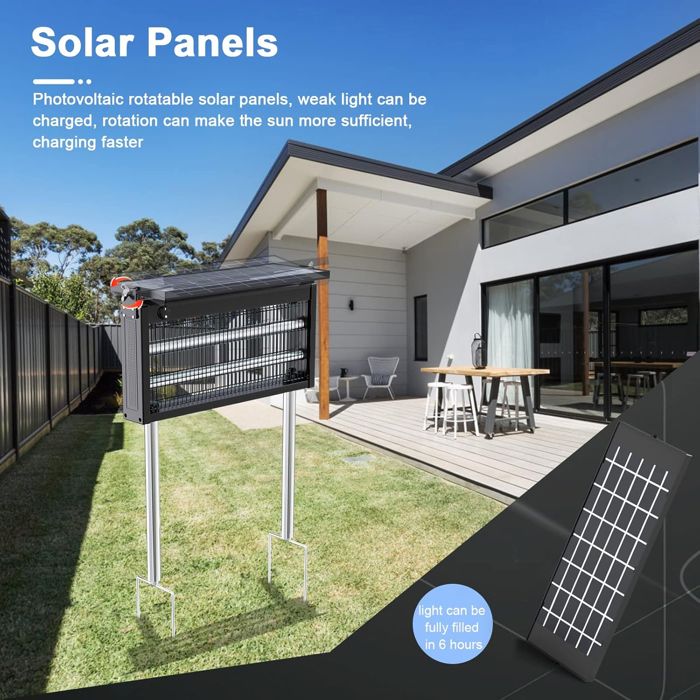 Solar Panels
Photovoltaic rotatable solar panels, weak light can be
charged, rotation can make the sun more sufficient,
charging faster
light can be
fully filled
in 6 hours